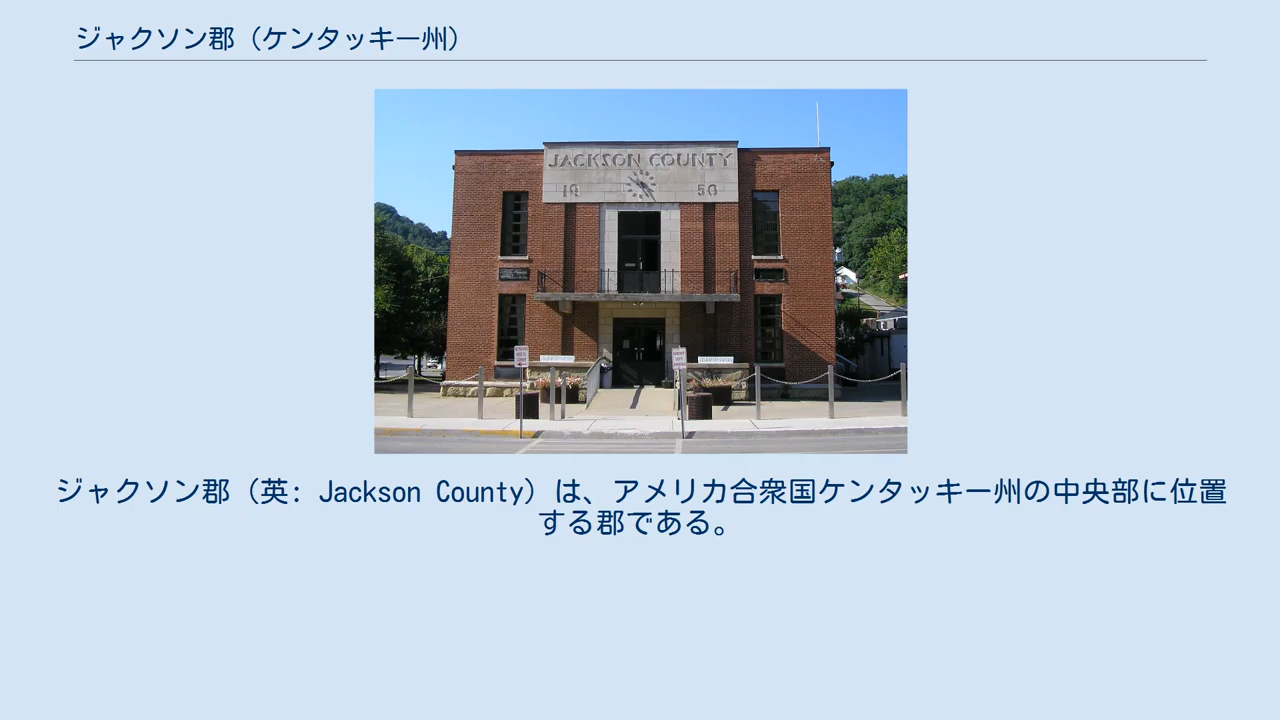 ジャクソン郡（ケンタッキー州）
JACKSON COUNTY
19 50
ジャクソン郡（英: Jackson County）は、アメリカ合衆国ケンタッキー州の中央部に位置
する郡である。